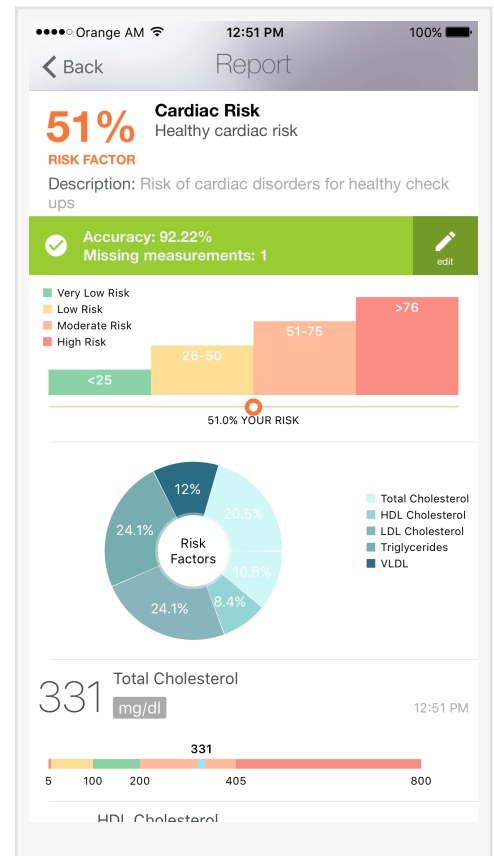 Orange AM 12:51 PM 100%
Back Report
51%
RISK FACTOR
Cardiac Risk
Healthy cardiac risk
Description: Risk of cardiac disorders for healthy check
ups
Accuracy: 92.22%
Missing measurements: 1
edit
Very Low Risk
Low Risk
Moderate Risk
High Risk
<25
26-50
51-75
>76
51.0% YOUR RISK
12%
20.5%
10.8%
8.4%
24.1%
24.1%
Risk
Factors
Total Cholesterol
HDL Cholesterol
LDL Cholesterol
Triglycerides
VLDL
331
Total Cholesterol
mg/dl
12:51 PM
331
5 100 200 405 800
HDL Cholesterol